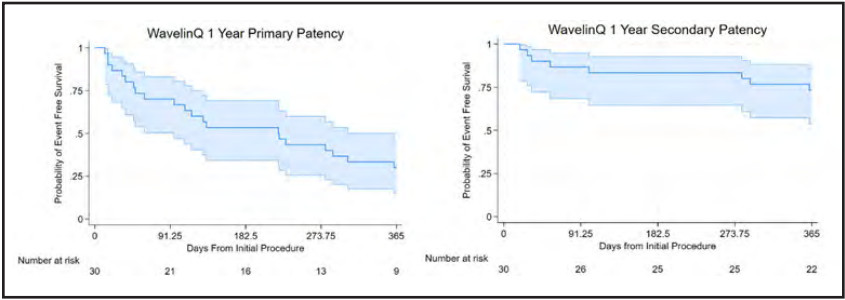 WavelinQ 1 Year Primary Patency
Probability of Event Free Survival
1
.75
.5
.25
0
0 91.25 182.5 273.75 365
Days From Initial Procedure
Number at risk
30 21 16 13 9
WavelinQ 1 Year Secondary Patency
Probability of Event Free Surival
1
.75
.5
.25
0
0 91.25 182.5 273.75 365
Days from Initial Procedure
Number at risk
30 26 25 25 22